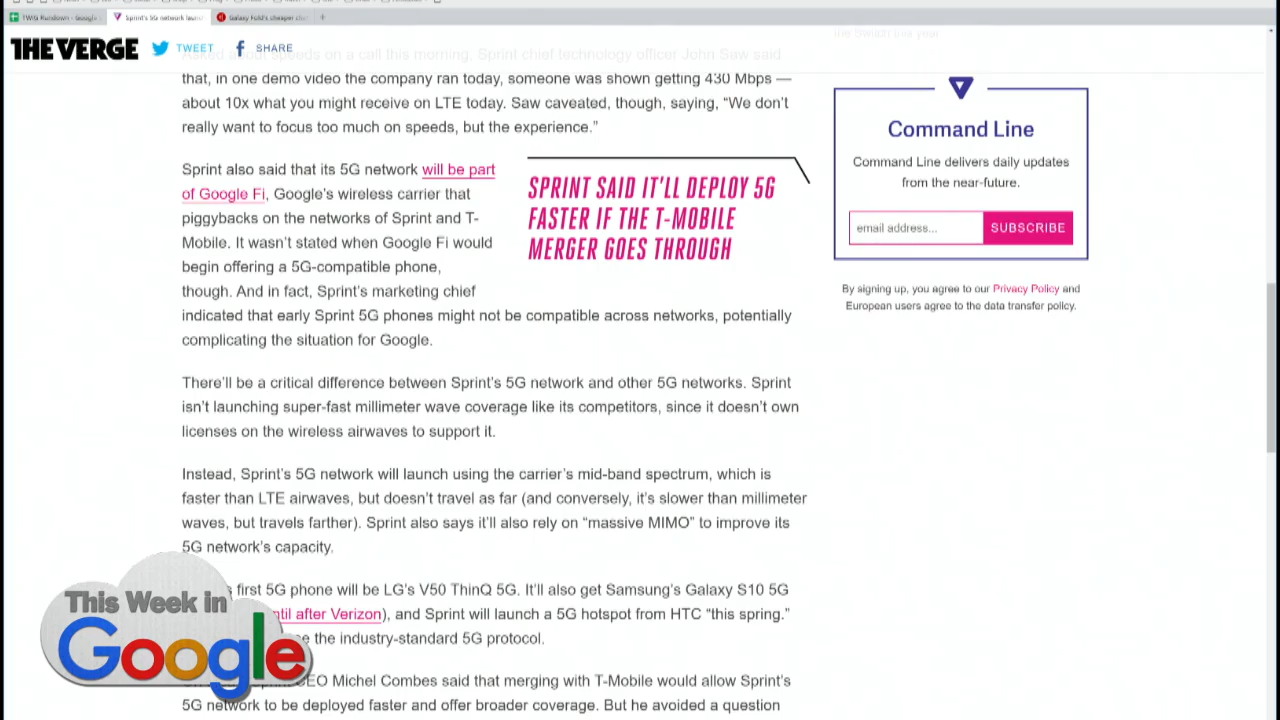 TWiG Rundown - Google
Sprint's 5G network launc
Galaxy Fold's cheaper
THE VERGE
TWEET
SHARE
Asked about speeds on a call this morning, Sprint chief technology officer John Saw said
that, in one demo video the company ran today, someone was shown getting 430 Mbps —
about 10x what you might receive on LTE today. Saw caveated, though, saying, “We don’t
really want to focus too much on speeds, but the experience.”
Sprint also said that its 5G network will be part
of Google Fi, Google’s wireless carrier that
piggybacks on the networks of Sprint and T-
Mobile. It wasn’t stated when Google Fi would
begin offering a 5G-compatible phone,
though. And in fact, Sprint’s marketing chief
indicated that early Sprint 5G phones might not be compatible across networks, potentially
complicating the situation for Google.
SPRINT SAID IT'LL DEPLOY 5G
FASTER IF THE T-MOBILE
MERGER GOES THROUGH
There’ll be a critical difference between Sprint’s 5G network and other 5G networks. Sprint
isn’t launching super-fast millimeter wave coverage like its competitors, since it doesn’t own
licenses on the wireless airwaves to support it.
Instead, Sprint’s 5G network will launch using the carrier’s mid-band spectrum, which is
faster than LTE airwaves, but doesn’t travel as far (and conversely, it’s slower than millimeter
waves, but travels farther). Sprint also says it’ll also rely on “massive MIMO” to improve its
5G network’s capacity.
first 5G phone will be LG’s V50 ThinQ 5G. It’ll also get Samsung’s Galaxy S10 5G
until after Verizon), and Sprint will launch a 5G hotspot from HTC “this spring.”
the industry-standard 5G protocol.
CEO Michel Combes said that merging with T-Mobile would allow Sprint’s
5G network to be deployed faster and offer broader coverage. But he avoided a question
the Switch this year
Command Line
Command Line delivers daily updates
from the near-future.
email address...
SUBSCRIBE
By signing up, you agree to our Privacy Policy and
European users agree to the data transfer policy.
This Week in
Google